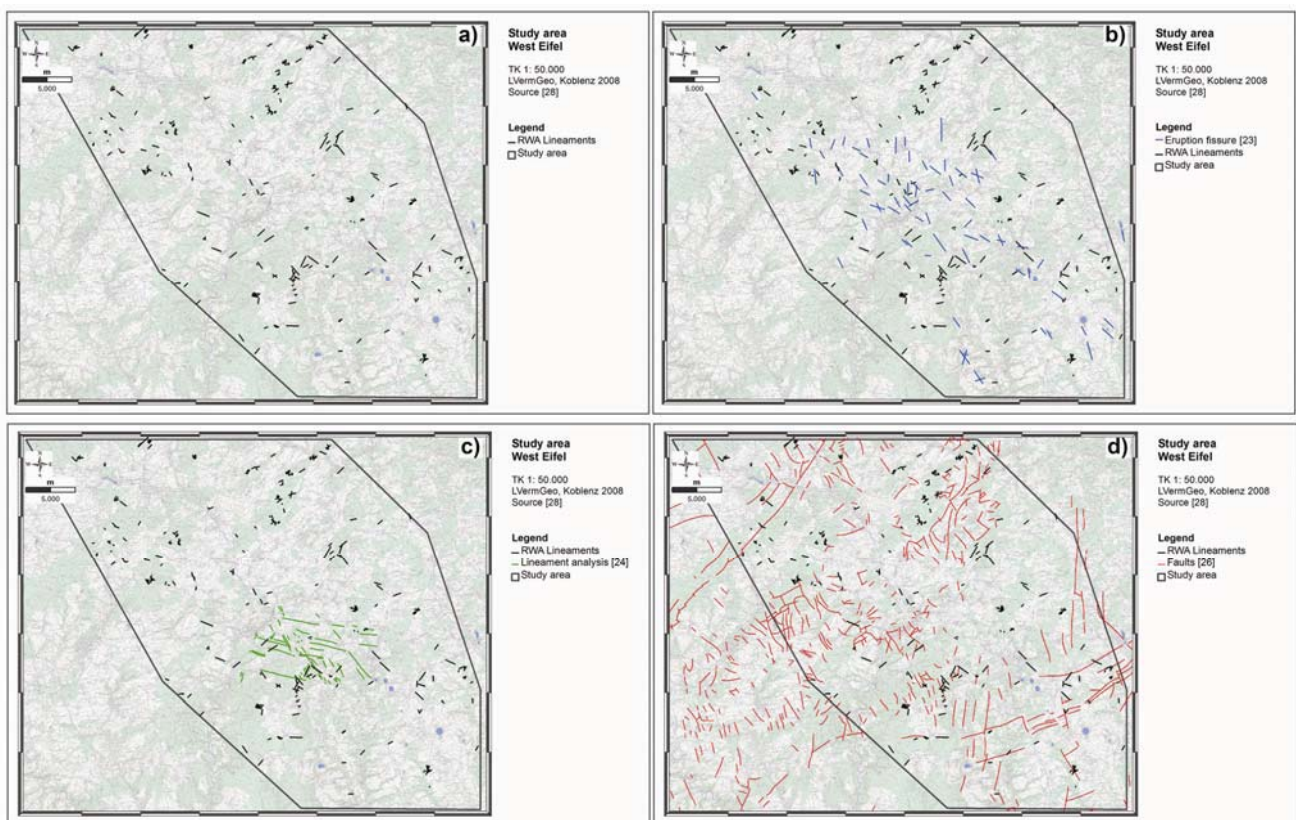 a)
Study area
West Eifel
TK 1: 50.000
LVermGeo, Koblenz 2008
Source [28]
Legend
RWA Lineaments
Study area
m
5.000
b)
Study area
West Eifel
TK 1: 50.000
LVermGeo, Koblenz 2008
Source [28]
Legend
Eruption fissure [23]
RWA Lineaments
Study area
m
5.000
c)
Study area
West Eifel
TK 1: 50.000
LVermGeo, Koblenz 2008
Source [28]
Legend
RWA Lineaments
Lineament analysis [24]
Study area
m
5.000
d)
Study area
West Eifel
TK 1: 50.000
LVermGeo, Koblenz 2008
Source [28]
Legend
RWA Lineaments
Faults [26]
Study area
m
5.000